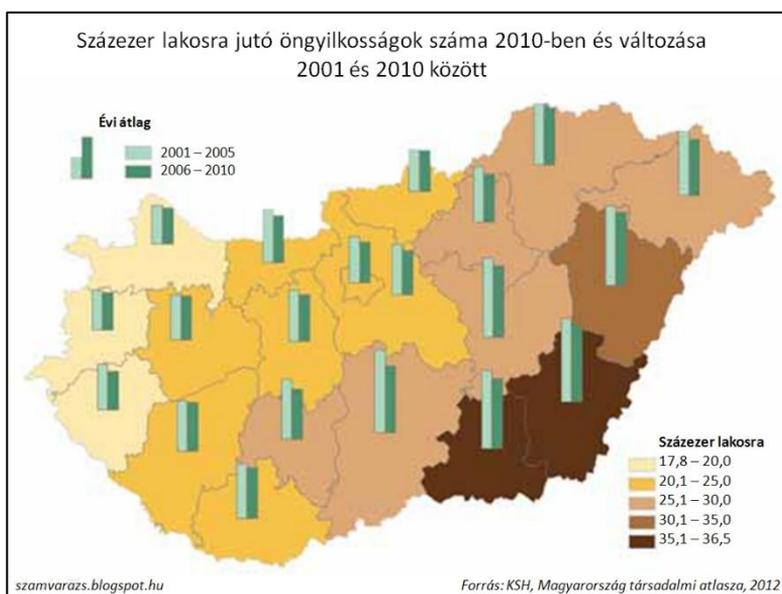 Százezer lakosra jutó öngyilkosságok száma 2010-ben és változása
2001 és 2010 között
Évi átlag
2001 – 2005
2006 – 2010
Százezer lakosra
17,8 – 20,0
20,1 – 25,0
25,1 – 30,0
30,1 – 35,0
35,1 – 36,5
szamvarazs.blogspot.hu
Forrás: KSH, Magyarország társadalmi atlasza, 2012